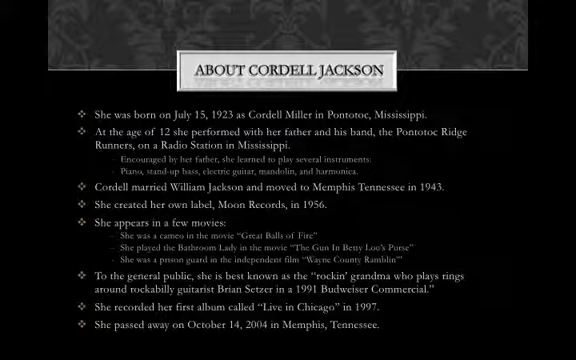 ABOUT CORDELL JACKSON
She was born on July 15, 1923 as Cordell Miller in Pontotoc, Mississippi.
At the age of 12 she performed with her father and his band, the Pontotoc Ridge
Runners, on a Radio Station in Mississippi.
Encouraged by her father, she learned to play several instruments:
Piano, stand-up bass, electric guitar, mandolin, and harmonica.
Cordell married William Jackson and moved to Memphis Tennessee in 1943.
She created her own label, Moon Records, in 1956.
She appears in a few movies:
She was a cameo in the movie “Great Balls of Fire”
She played the Bathroom Lady in the movie “The Gun In Betty Lou’s Purse”
She was a prison guard in the independent film “Wayne County Ramblin’”
To the general public, she is best known as the “rockin’ grandma who plays rings
around rockabilly guitarist Brian Setzer in a 1991 Budweiser Commercial.”
She recorded her first album called “Live in Chicago” in 1997.
She passed away on October 14, 2004 in Memphis, Tennessee.